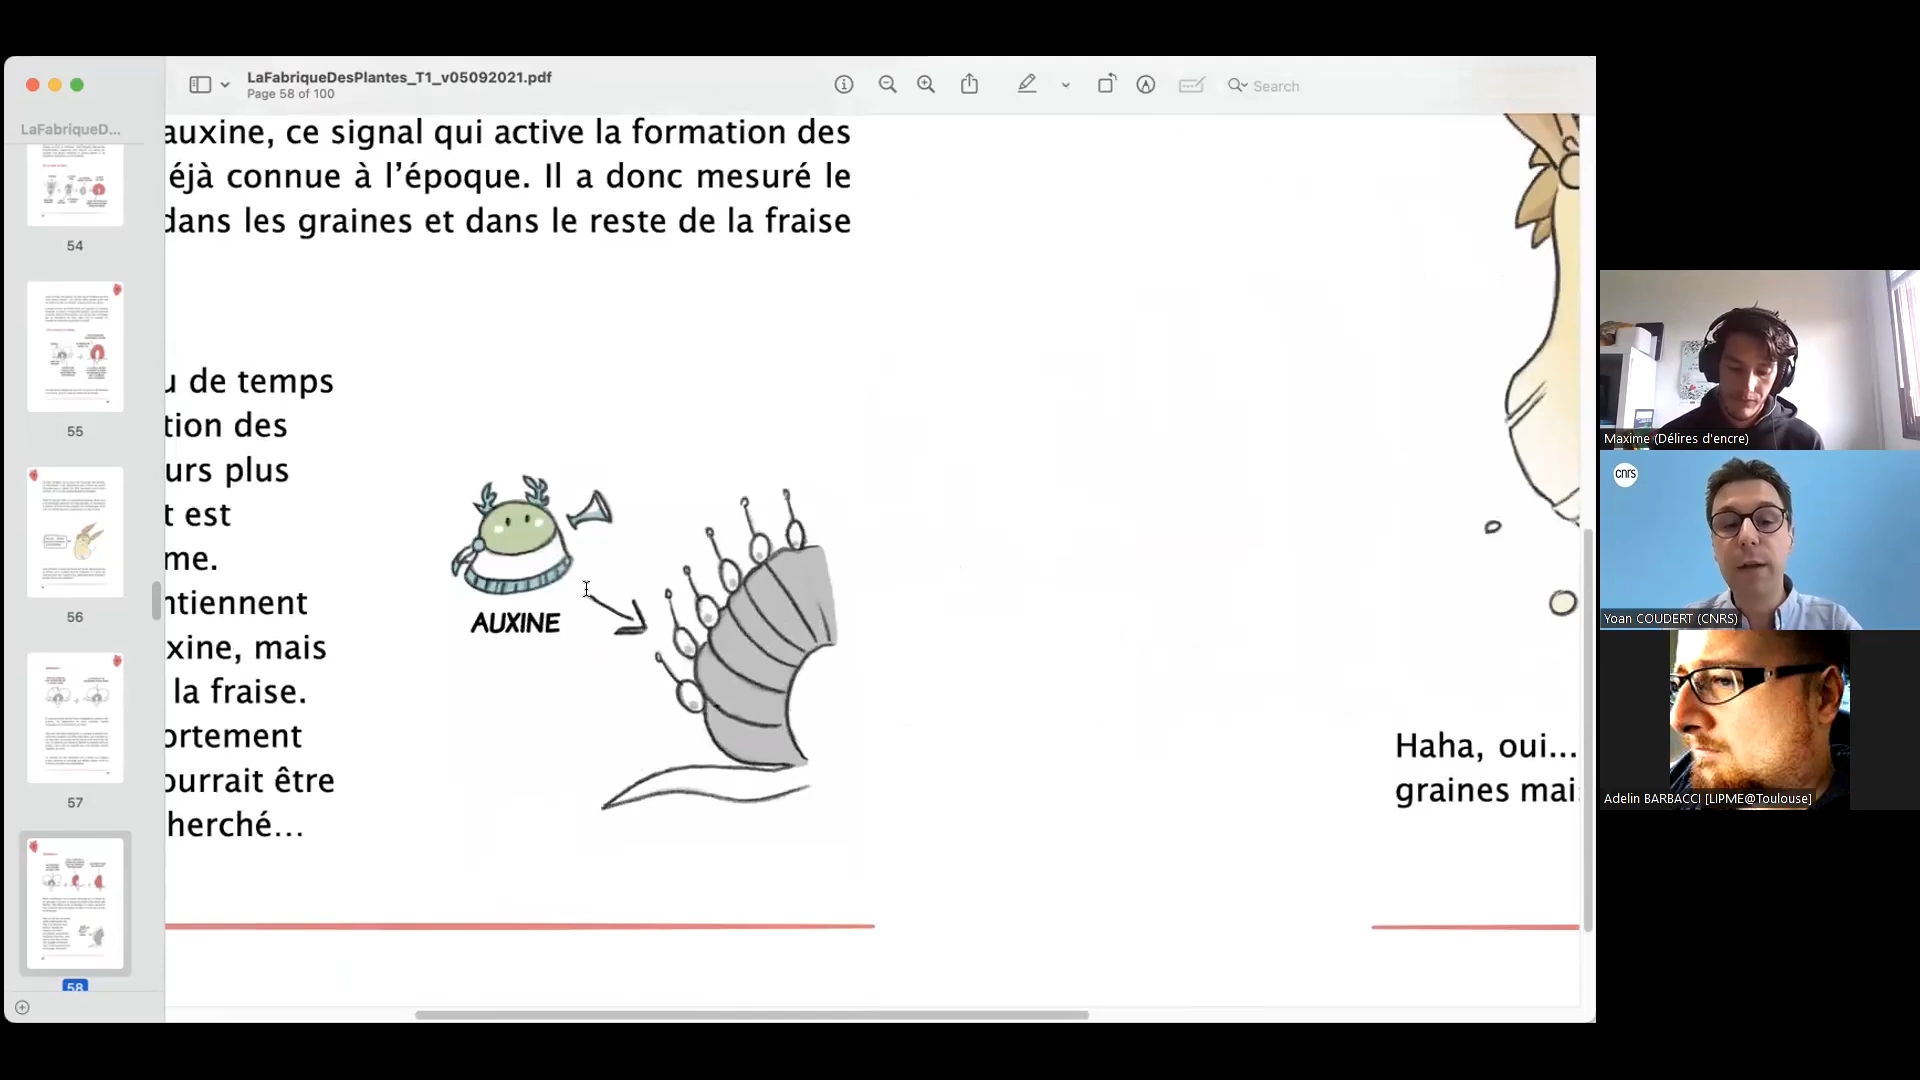 LaFabriqueDesPlantes_T1_v05092021.pdf
Page 58 of 100
Search
LaFabriqueD...
54
55
56
57
58
auxine, ce signal qui active la formation des
éjà connue à l’époque. Il a donc mesuré le
dans les graines et dans le reste de la fraise
u de temps
tion des
urs plus
t est
me.
ntiennent
xine, mais
la fraise.
ortement
ourrait être
herché…
AUXINE
Haha, oui...
graines mai
Maxime (Délires d'encre)
cnrs
Yoan COUDERT (CNRS)
Adelin BARBACCI [LIPME@Toulouse]